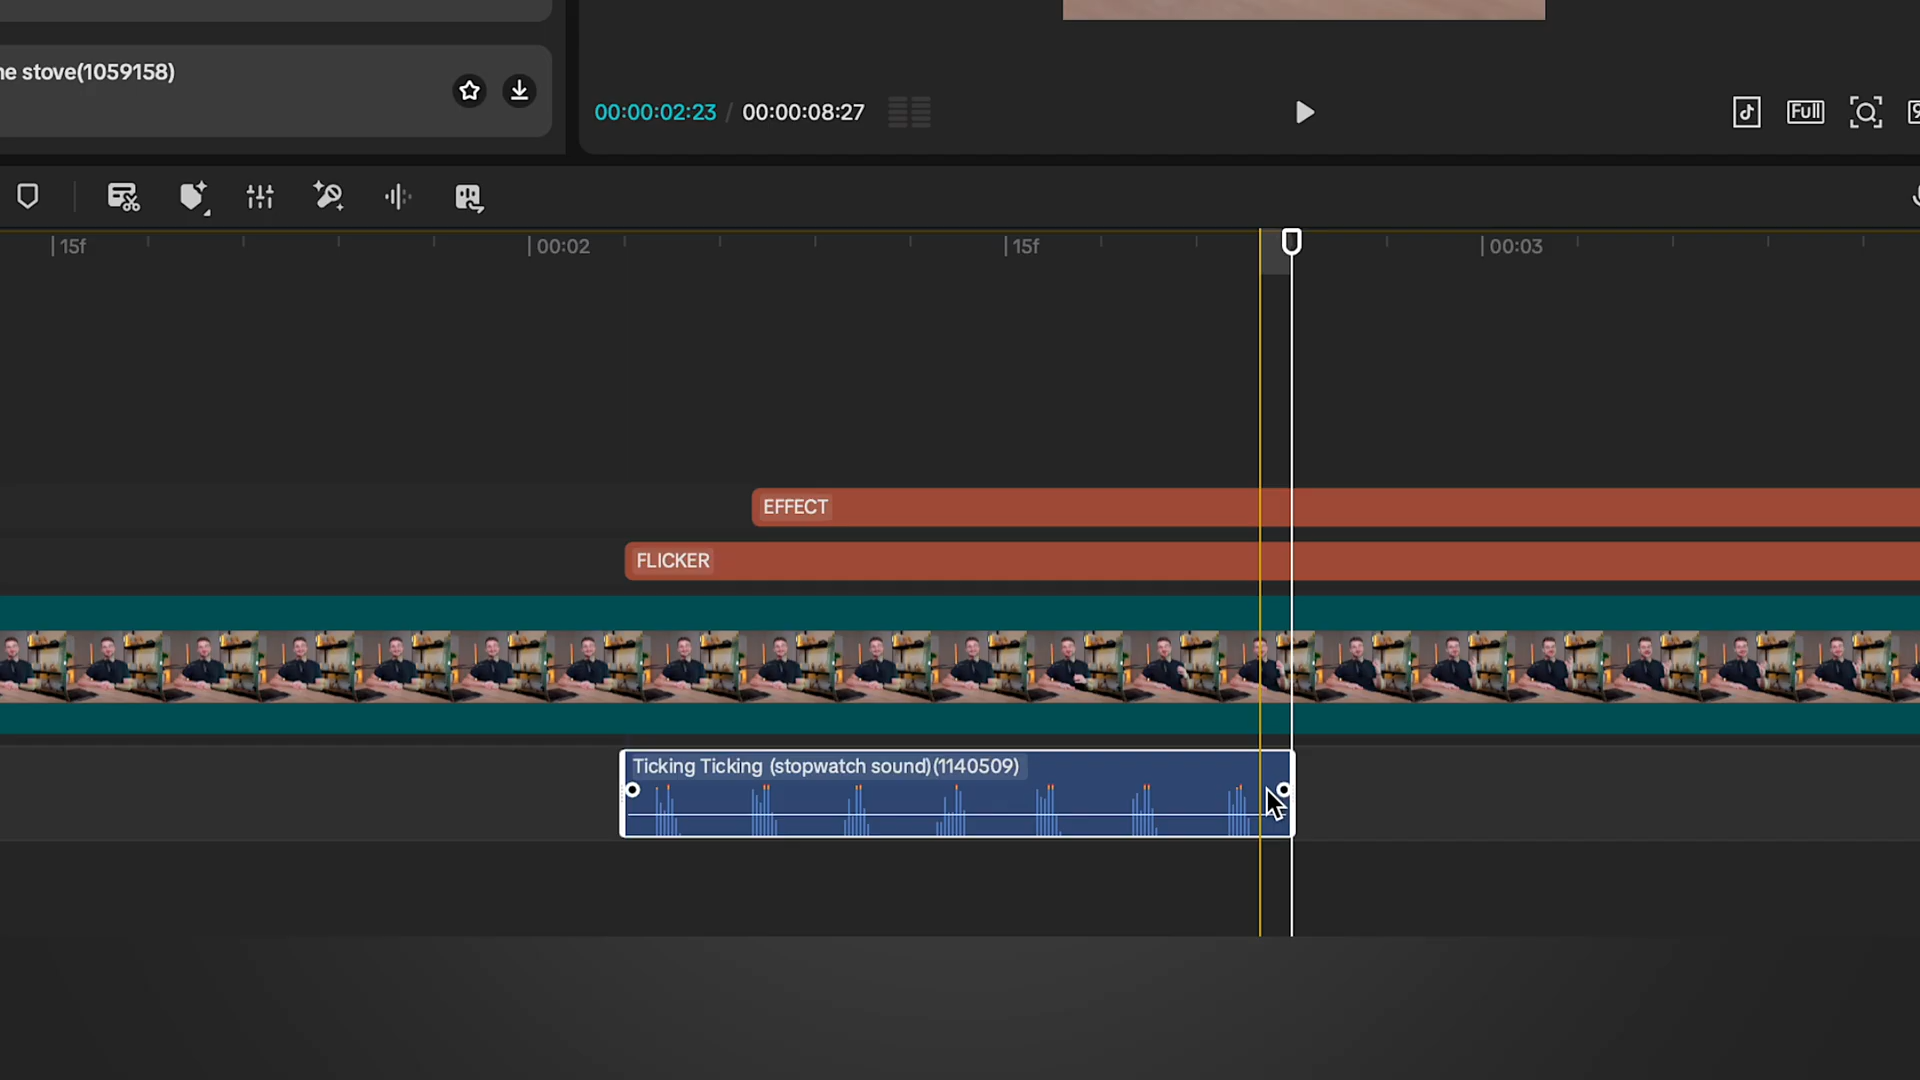 ne stove(1059158)
00:00:02:23 / 00:00:08:27
Full
15f
00:02
15f
00:03
EFFECT
FLICKER
Ticking Ticking (stopwatch sound)(1140509)